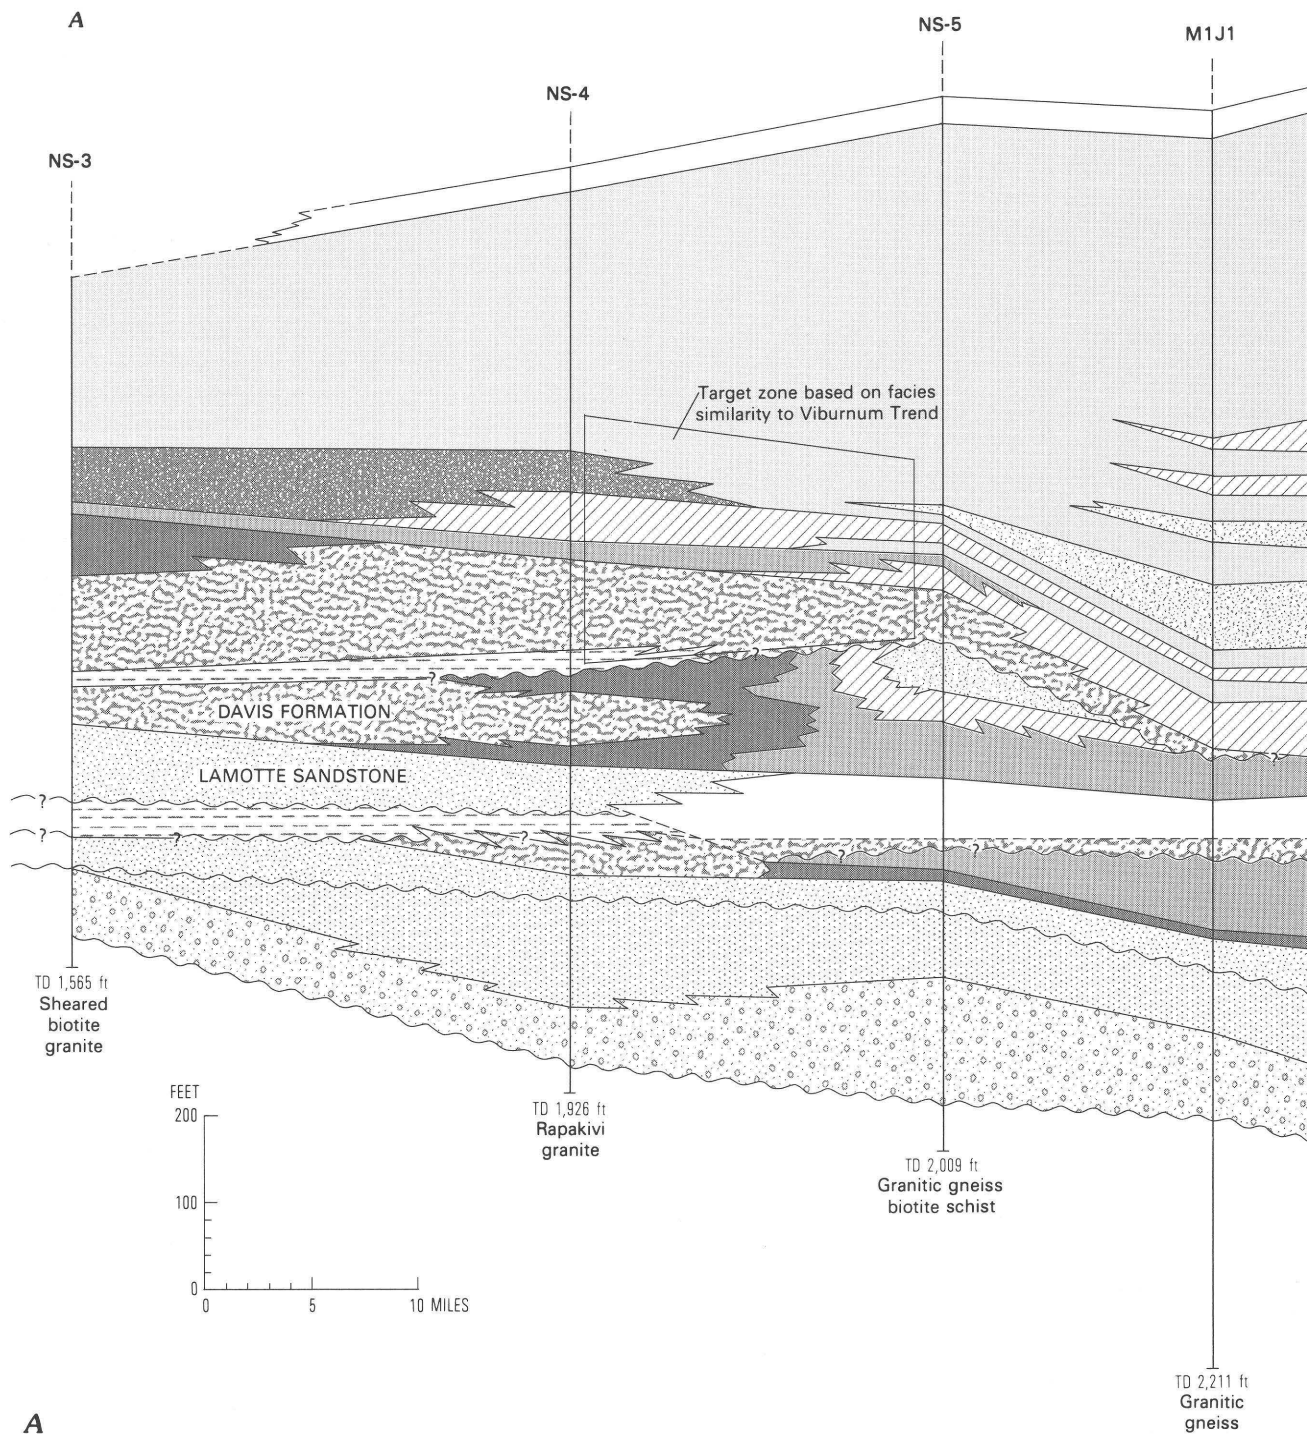 A
NS-3
NS-4
NS-5
M1J1
Target zone based on facies
similarity to Viburnum Trend
?
?
DAVIS FORMATION
LAMOTTE SANDSTONE
?
?
?
?
?
?
?
?
TD 1,565 ft
Sheared
biotite
granite
TD 1,926 ft
Rapakivi
granite
TD 2,009 ft
Granitic gneiss
biotite schist
TD 2,211 ft
Granitic
gneiss
FEET
200
100
0
0
5
10 MILES
A